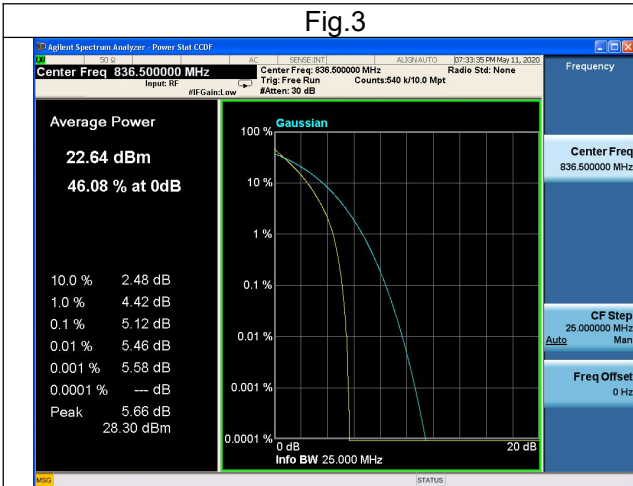 Fig.3
Agilent Spectrum Analyzer - Power Stat CCDF
LXI 50 Ω AC SENSE:INT ALIGN AUTO 07:33:35 PM May 11, 2020
Center Freq 836.500000 MHz
Input: RF
#IFGain:Low
Center Freq: 836.500000 MHz Radio Std: None
Trig: Free Run Counts:540 k/10.0 Mpt
#Atten: 30 dB
Frequency
Average Power
22.64 dBm
46.08 % at 0dB
10.0 % 2.48 dB
1.0 % 4.42 dB
0.1 % 5.12 dB
0.01 % 5.46 dB
0.001 % 5.58 dB
0.0001 % --- dB
Peak 5.66 dB
28.30 dBm
Gaussian
100 %
10 %
1 %
0.1 %
0.01 %
0.001 %
0.0001 %
0 dB 20 dB
Info BW 25.000 MHz
Center Freq
836.500000 MHz
CF Step
25.000000 MHz
Auto Man
Freq Offset
0 Hz
MSG STATUS